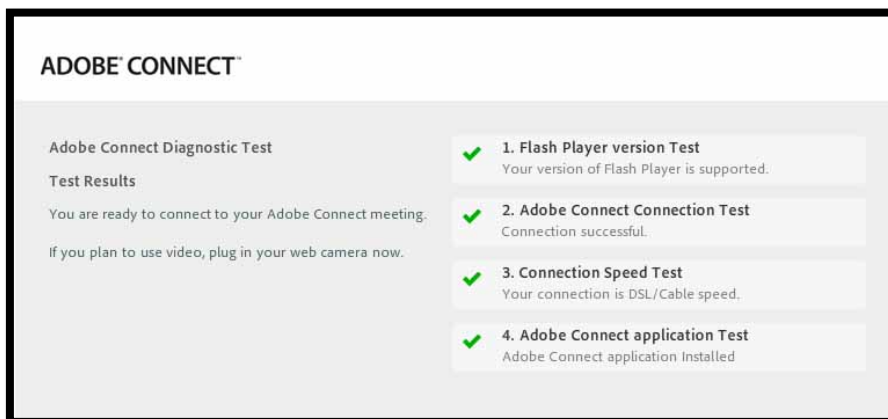 ADOBE® CONNECT™
Adobe Connect Diagnostic Test
Test Results
You are ready to connect to your Adobe Connect meeting.
If you plan to use video, plug in your web camera now.
1. Flash Player version Test
Your version of Flash Player is supported.
2. Adobe Connect Connection Test
Connection successful.
3. Connection Speed Test
Your connection is DSL/Cable speed.
4. Adobe Connect application Test
Adobe Connect application Installed